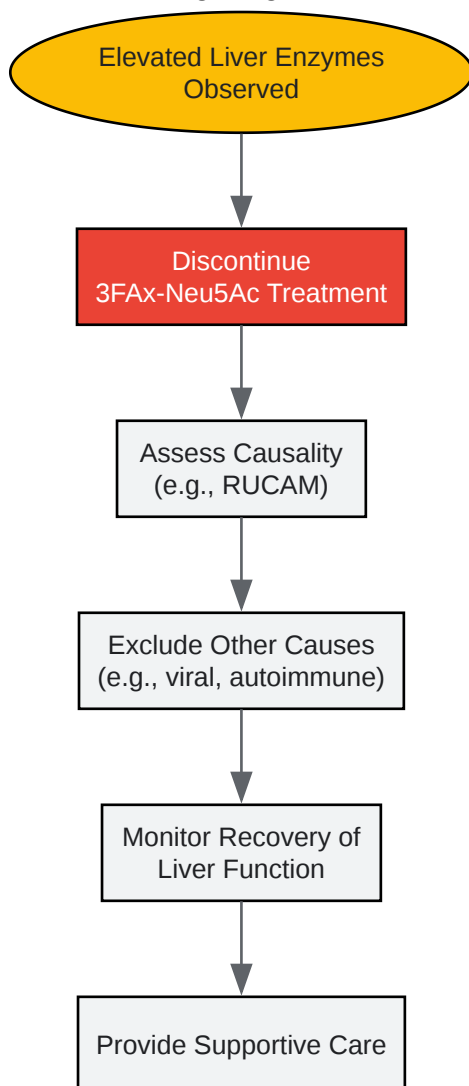 Elevated Liver Enzymes
Observed
Discontinue
3FAx-Neu5Ac Treatment
Assess Causality
(e.g., RUCAM)
Exclude Other Causes
(e.g., viral, autoimmune)
Monitor Recovery of
Liver Function
Provide Supportive Care